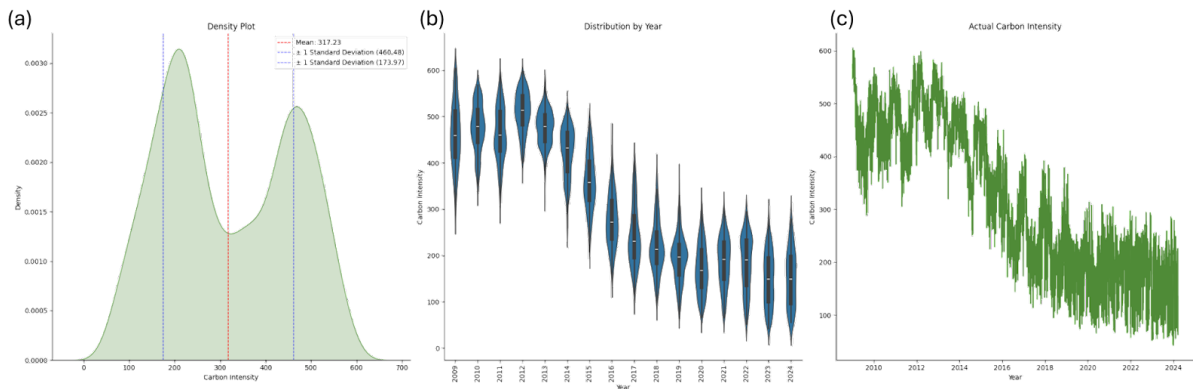 (a)
Density Plot
Mean: 317.23
± 1 Standard Deviation (460.48)
± 1 Standard Deviation (173.97)
0.0030
0.0025
0.0020
0.0015
0.0010
0.0005
0.0000
Density
0 100 200 300 400 500 600 700
Carbon Intensity
(b)
Distribution by Year
600
500
400
300
200
100
0
Carbon Intensity
2009 2010 2011 2012 2013 2014 2015 2016 2017 2018 2019 2020 2021 2022 2023 2024
Year
(c)
Actual Carbon Intensity
600
500
400
300
200
100
Carbon Intensity
2010 2012 2014 2016 2018 2020 2022 2024
Year